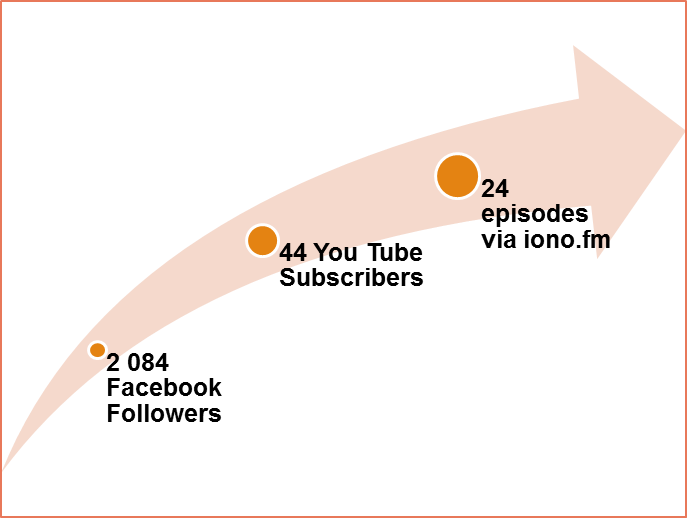 2 084
Facebook
Followers
44 You Tube
Subscribers
24
episodes
via iono.fm